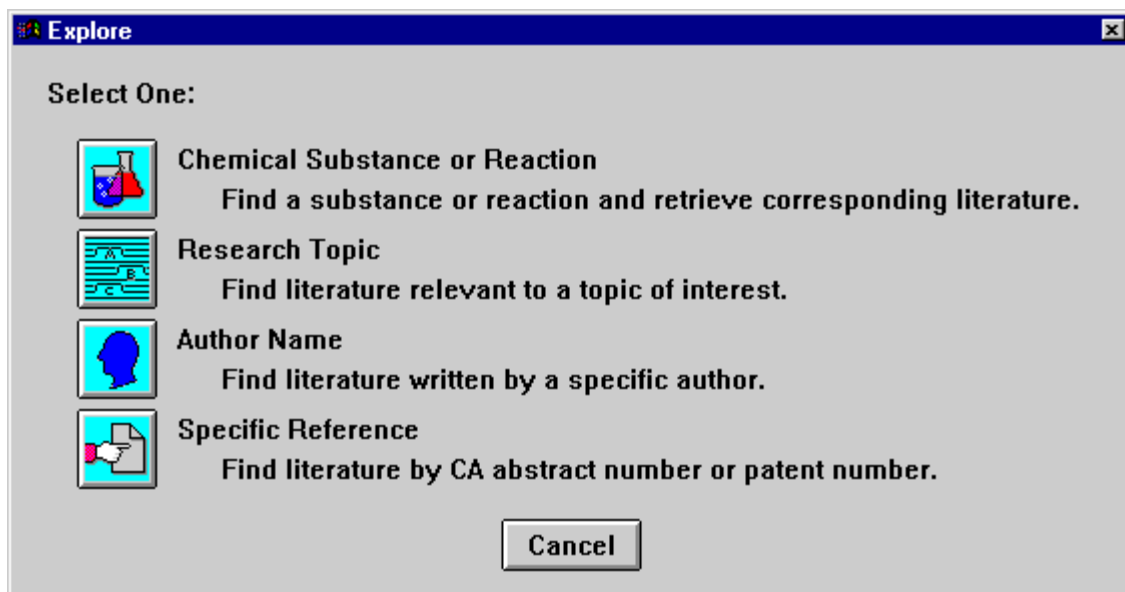 Explore
Select One:
Chemical Substance or Reaction
Find a substance or reaction and retrieve corresponding literature.
A
B
C
Research Topic
Find literature relevant to a topic of interest.
Author Name
Find literature written by a specific author.
Specific Reference
Find literature by CA abstract number or patent number.
Cancel